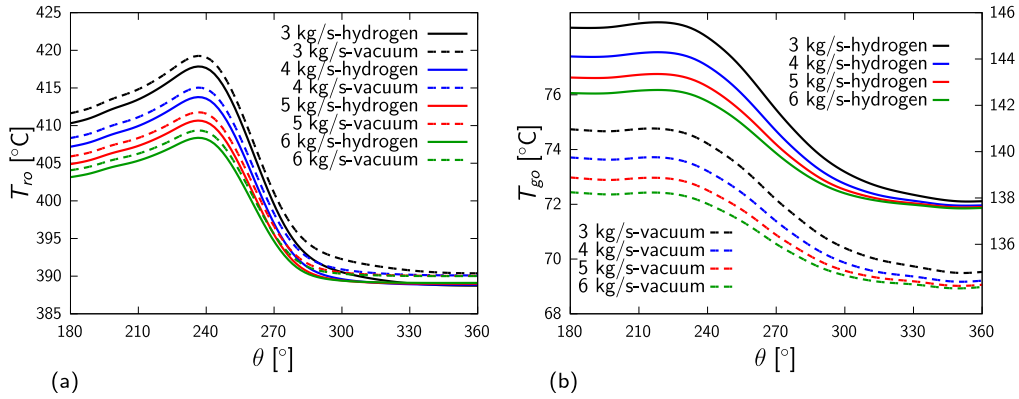 425
420
415
410
405
400
395
390
385
180
210
240
270
300
330
360
T_ro [°C]
θ [°]
3 kg/s-hydrogen
3 kg/s-vacuum
4 kg/s-hydrogen
4 kg/s-vacuum
5 kg/s-hydrogen
5 kg/s-vacuum
6 kg/s-hydrogen
6 kg/s-vacuum
(a)
76
74
72
70
68
146
144
142
140
138
136
180
210
240
270
300
330
360
T_go [°C]
θ [°]
3 kg/s-hydrogen
4 kg/s-hydrogen
5 kg/s-hydrogen
6 kg/s-hydrogen
3 kg/s-vacuum
4 kg/s-vacuum
5 kg/s-vacuum
6 kg/s-vacuum
(b)